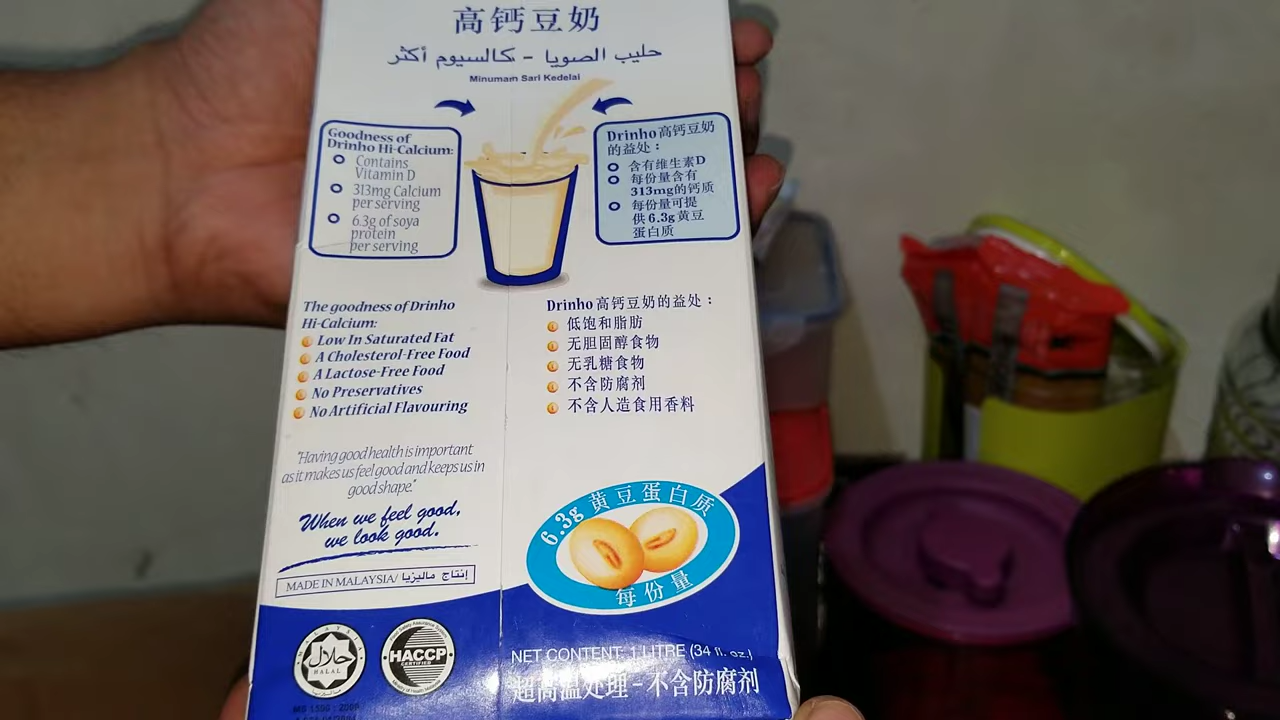 高钙豆奶
حليب الصويا - كالسيوم أكثر
Minumam Sari Kedelai
Goodness of
Drinho Hi-Calcium:
Contains
Vitamin D
313mg Calcium
per serving
6.3g of soya
protein
per serving
Drinho高钙豆奶
的益处：
含有维生素D
每份量含有
313mg的钙质
每份量可提
供6.3g黄豆
蛋白质
The goodness of Drinho
Hi-Calcium:
Low In Saturated Fat
A Cholesterol-Free Food
A Lactose-Free Food
No Preservatives
No Artificial Flavouring
Drinho高钙豆奶的益处：
低饱和脂肪
无胆固醇食物
无乳糖食物
不含防腐剂
不含人造食用香料
"Having good health is important
as it makes us feel good and keeps us in
good shape."
When we feel good,
we look good.
MADE IN MALAYSIA/ إنتاج ماليزيا
6.3g 黄豆蛋白质
每份量
MALAYSIA
حلال
HALAL
ماليزيا
HACCP
CERTIFIED
NET CONTENT: 1 LITRE (34 fl. oz.)
超高温处理-不含防腐剂